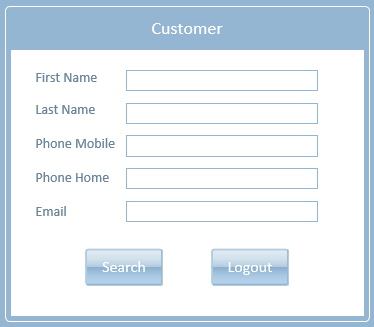 Customer
First Name
Last Name
Phone Mobile
Phone Home
Email
Search Logout